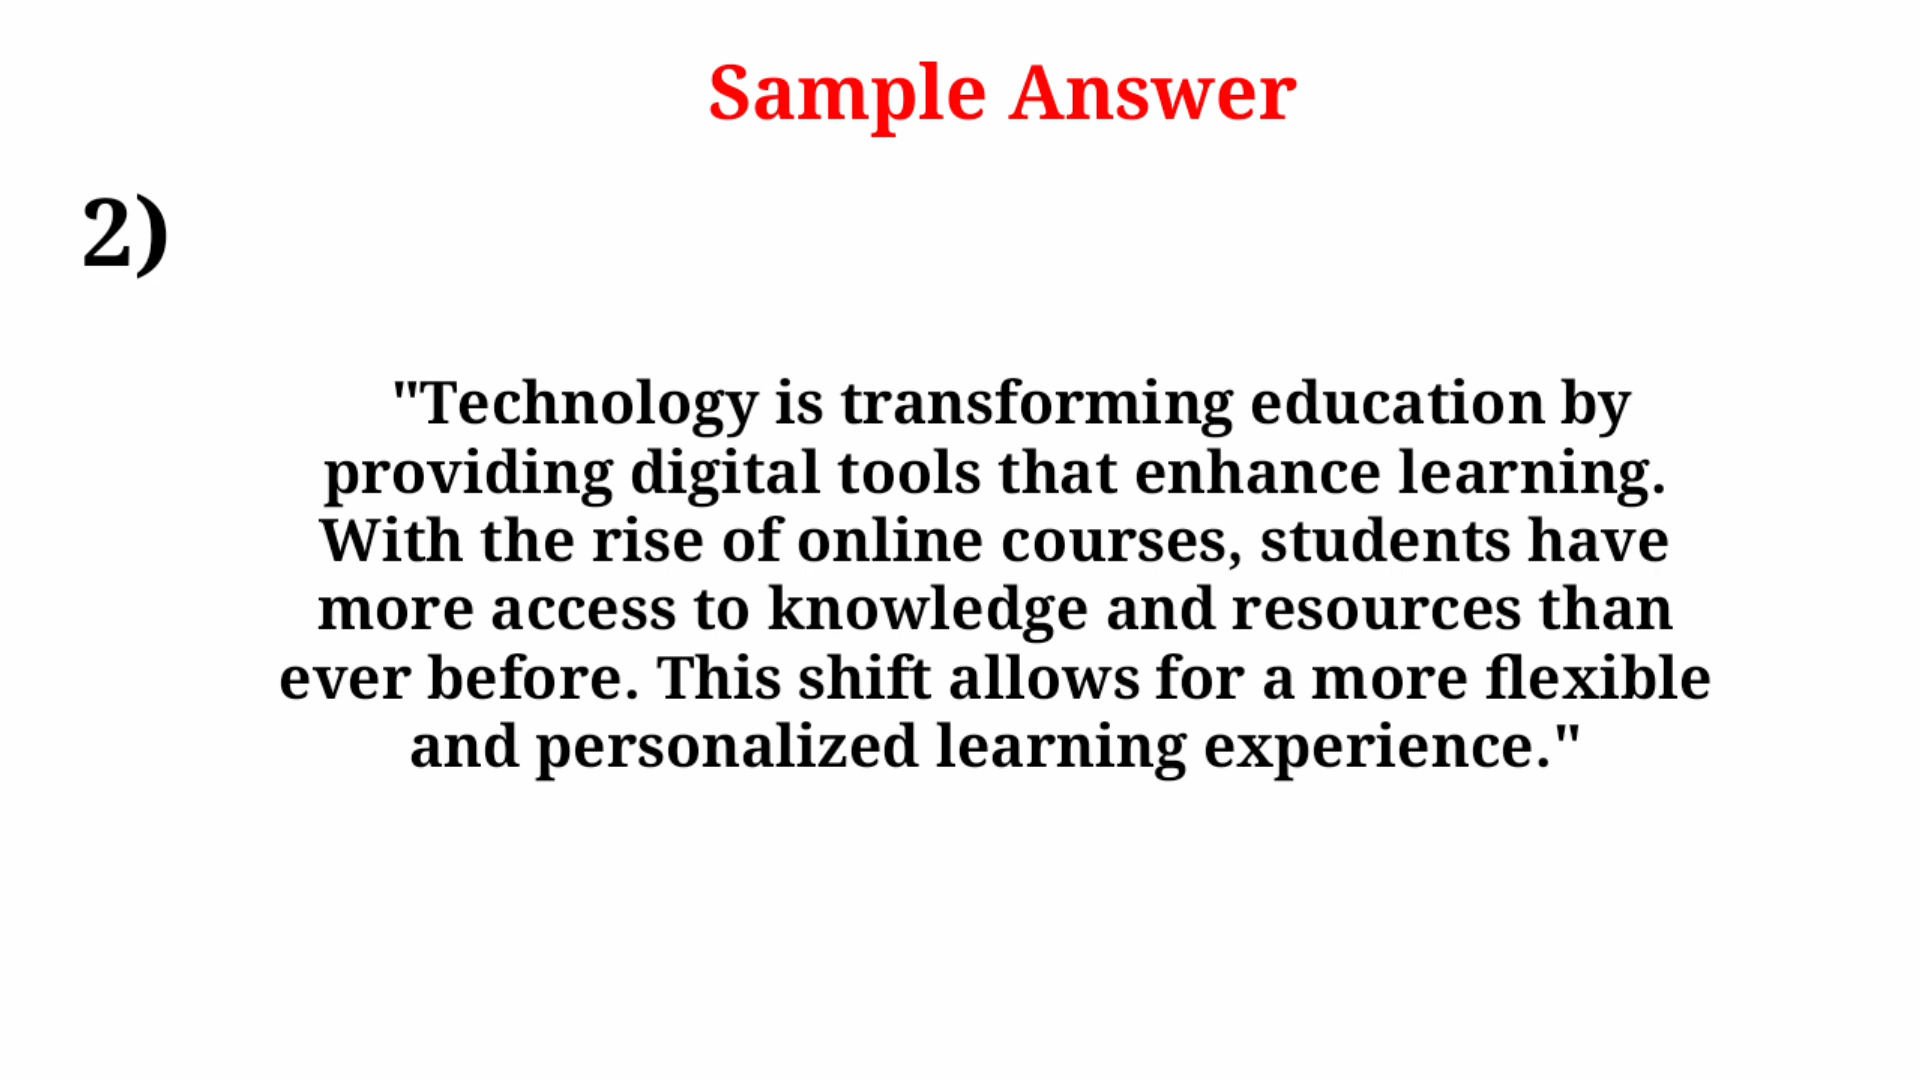 Sample Answer
2)
"Technology is transforming education by
providing digital tools that enhance learning.
With the rise of online courses, students have
more access to knowledge and resources than
ever before. This shift allows for a more flexible
and personalized learning experience."